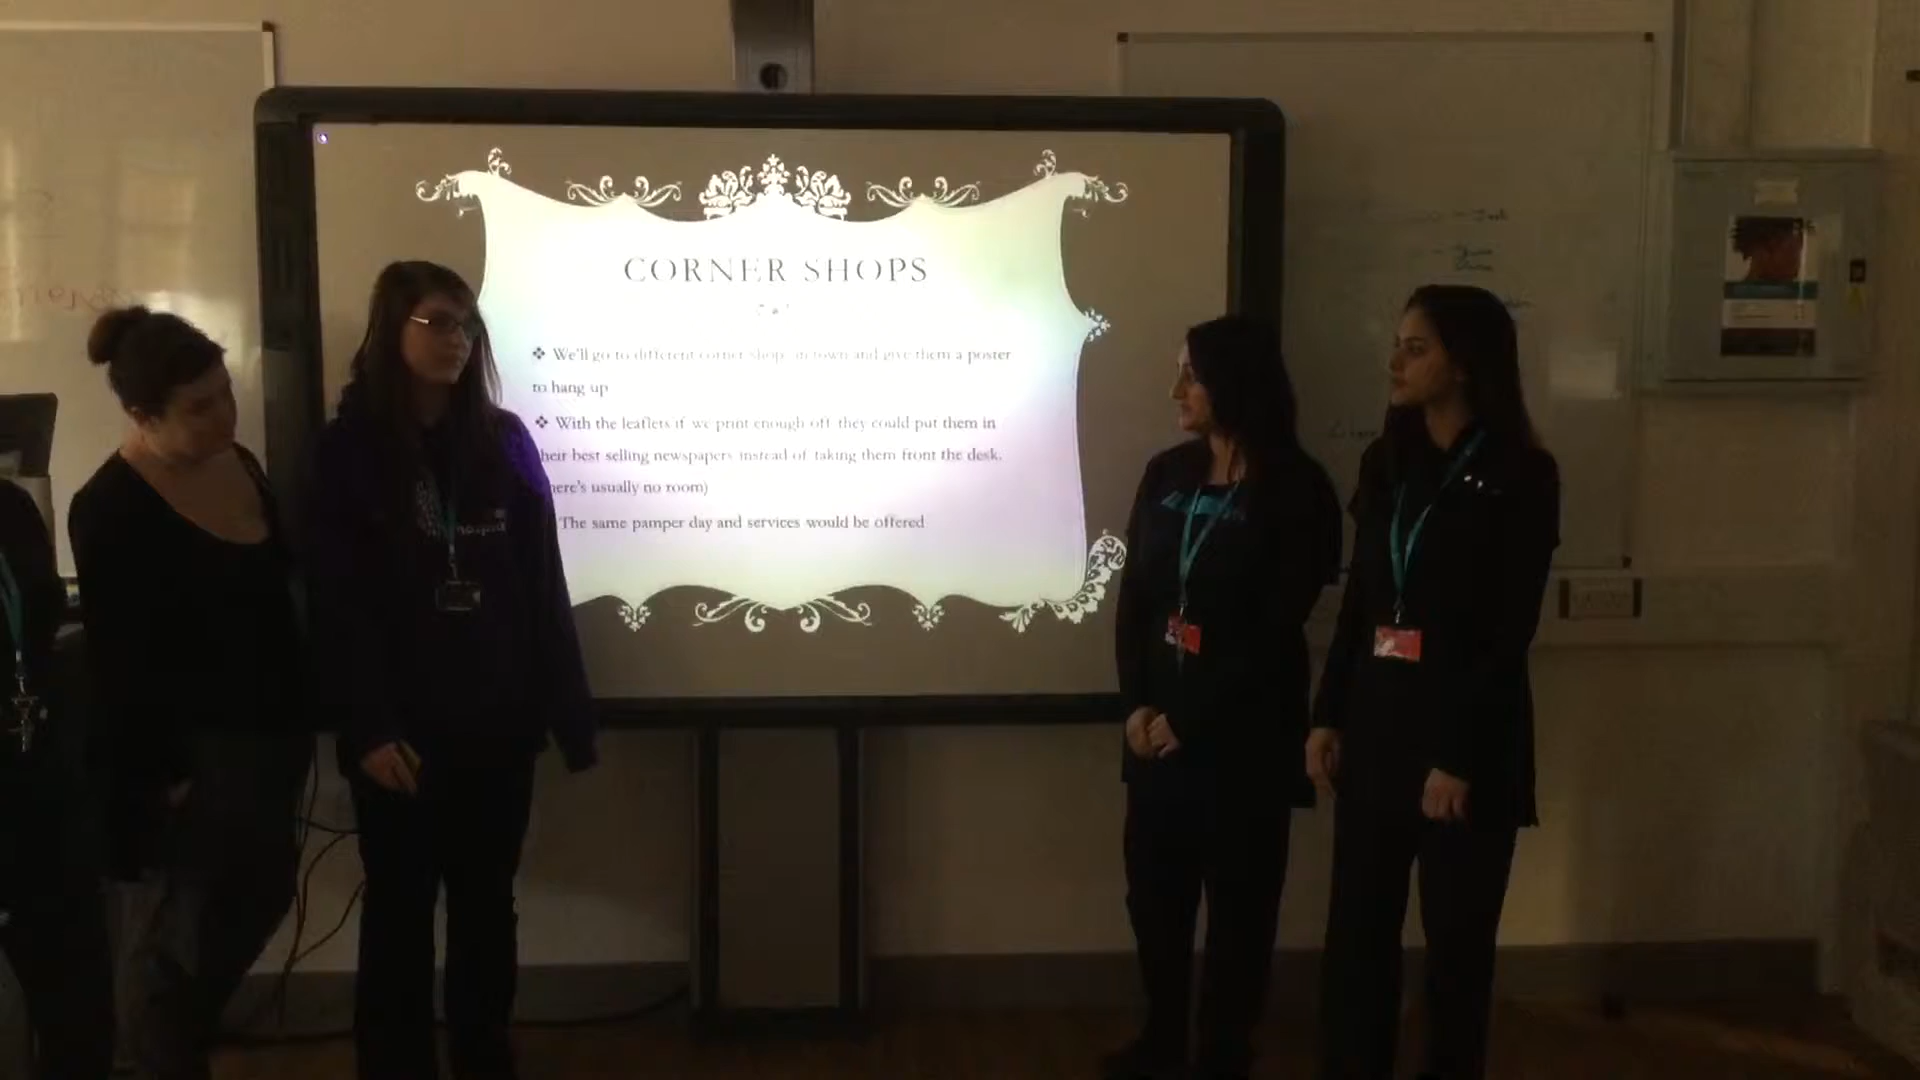 CORNER SHOPS
❖ We'll go to different corner shops in town and give them a poster
to hang up
❖ With the leaflets if we print enough off they could put them in
their best selling newspapers instead of taking them front the desk.
here's usually no room)
The same pamper day and services would be offered